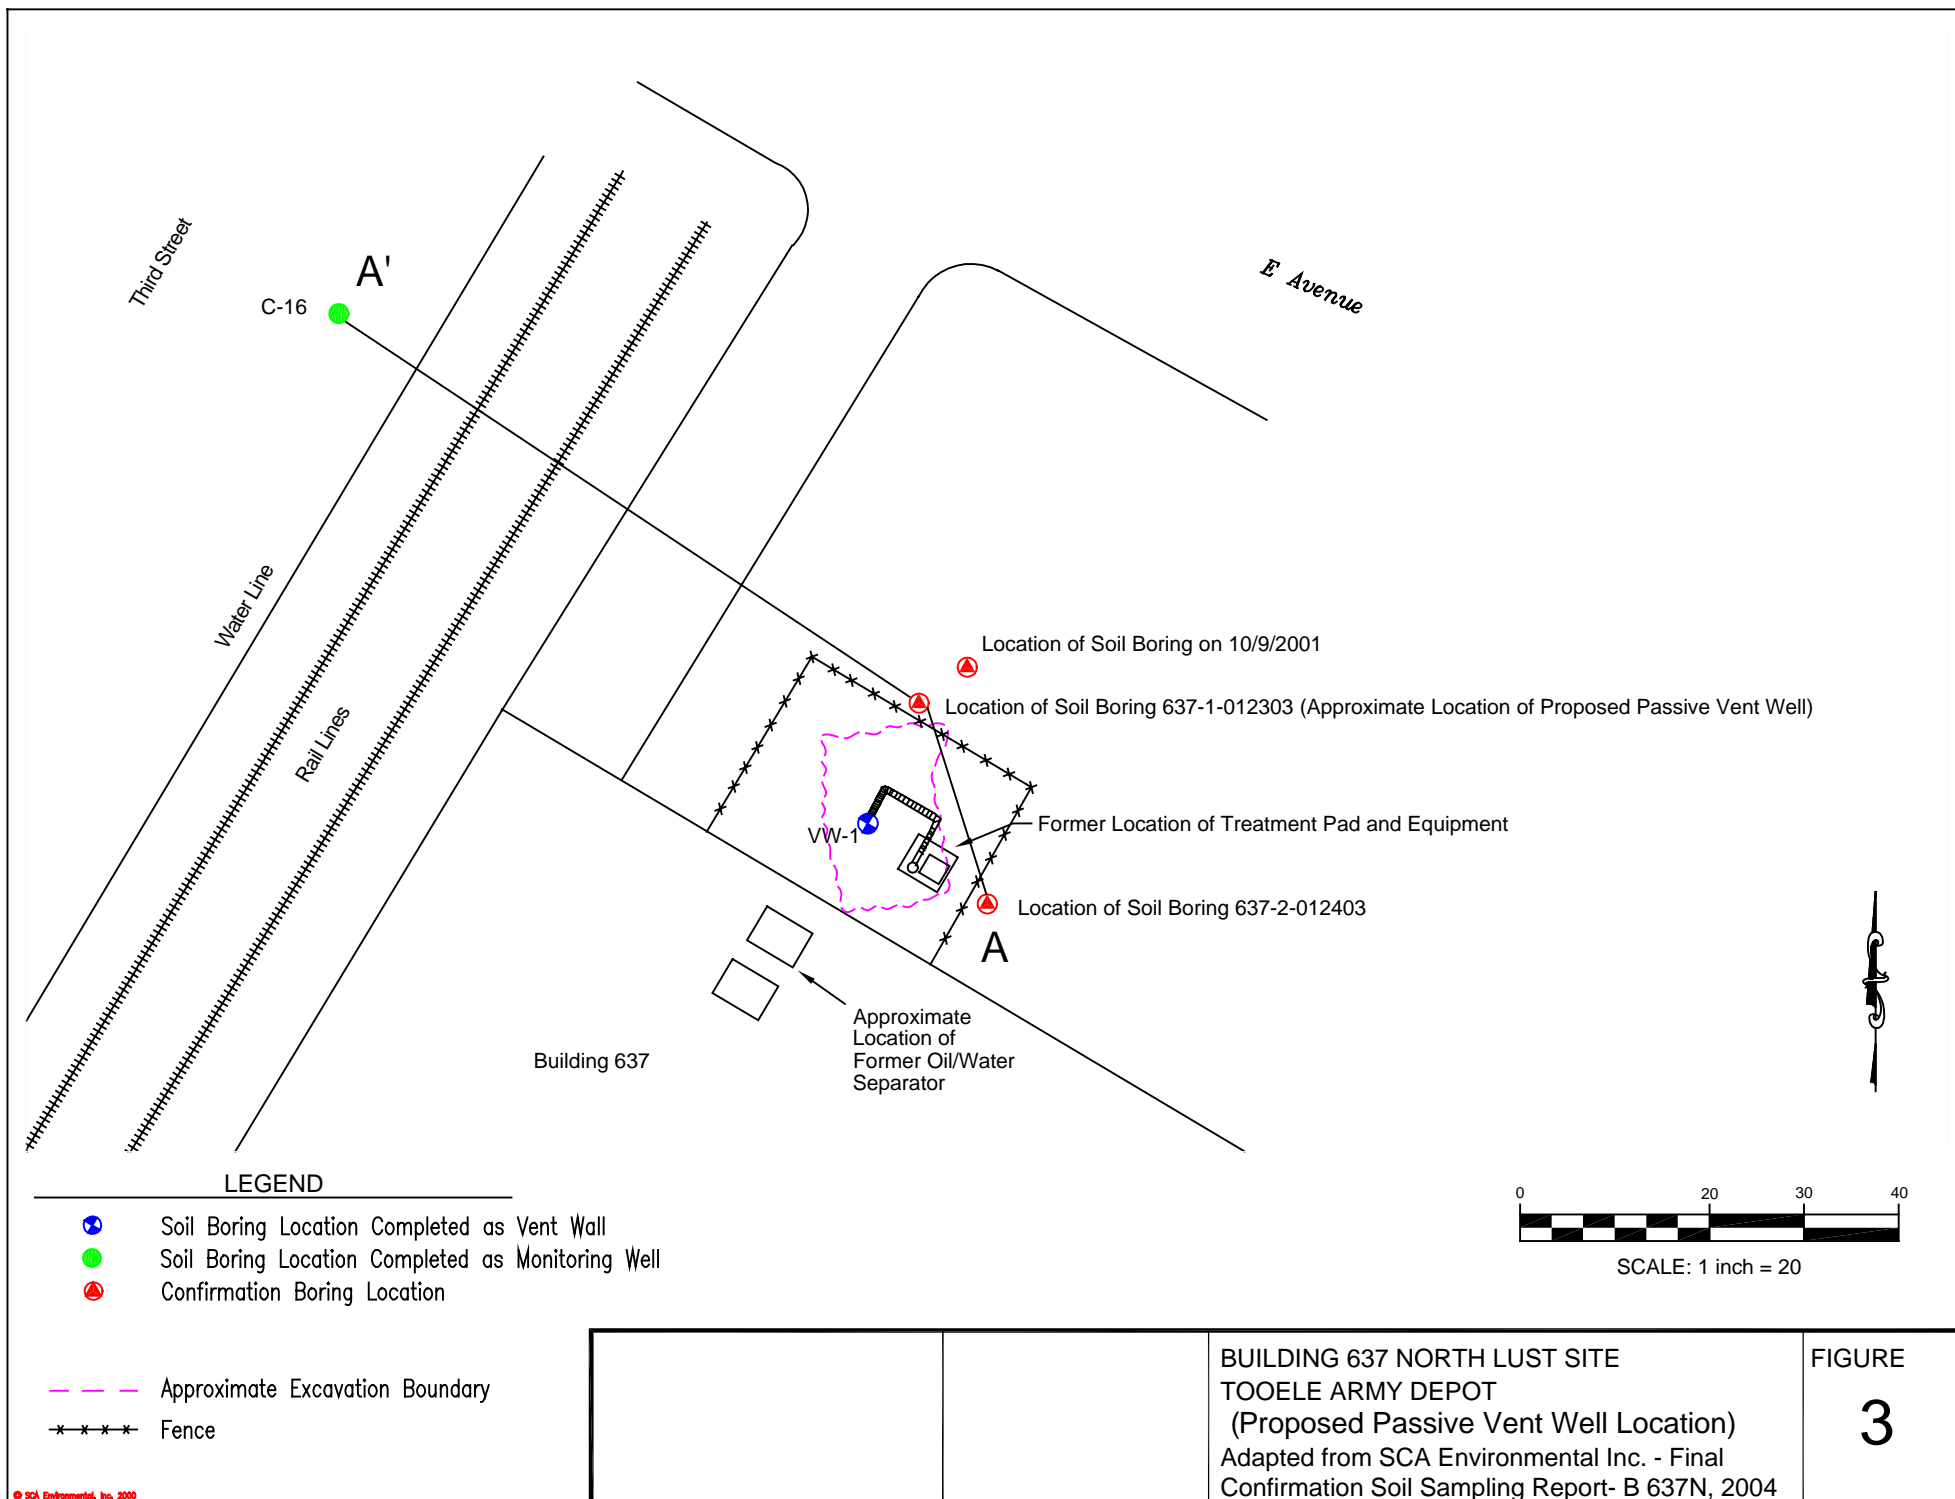 Third Street
A'
C-16
E Avenue
Water Line
Rail Lines
Location of Soil Boring on 10/9/2001
Location of Soil Boring 637-1-012303 (Approximate Location of Proposed Passive Vent Well)
VW-1
Former Location of Treatment Pad and Equipment
Location of Soil Boring 637-2-012403
A
Approximate
Location of
Former Oil/Water
Separator
Building 637
LEGEND
Soil Boring Location Completed as Vent Wall
Soil Boring Location Completed as Monitoring Well
Confirmation Boring Location
Approximate Excavation Boundary
Fence
0 20 30 40
SCALE: 1 inch = 20
BUILDING 637 NORTH LUST SITE
TOOELE ARMY DEPOT
(Proposed Passive Vent Well Location)
Adapted from SCA Environmental Inc. - Final
Confirmation Soil Sampling Report- B 637N, 2004
FIGURE
3
© SCA Environmental, Inc. 2000